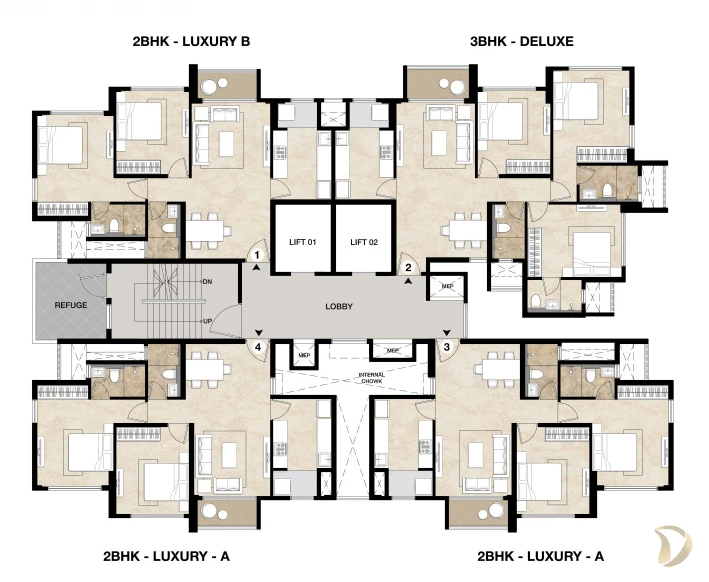 2BHK - LUXURY B
3BHK - DELUXE
LIFT 01
LIFT 02
1
2
DN
MEP
REFUGE
LOBBY
UP
4
3
MEP
MEP
INTERNAL
CHOWK
2BHK - LUXURY - A
2BHK - LUXURY - A